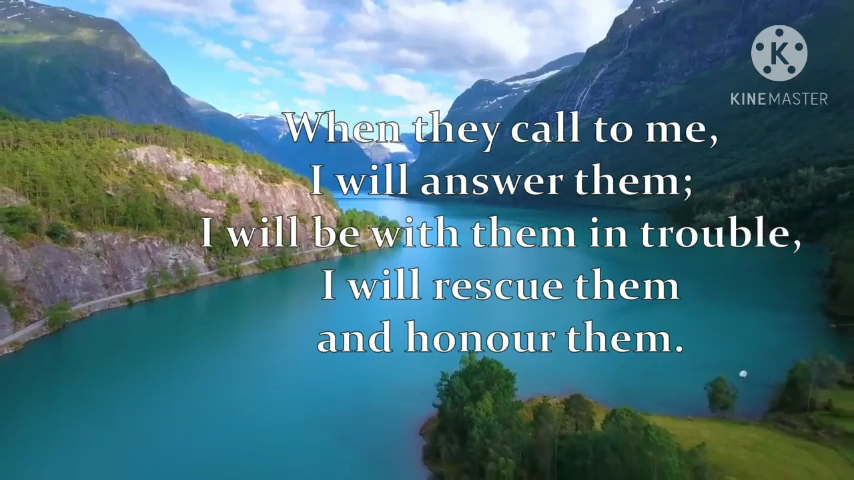 When they call to me,
I will answer them;
I will be with them in trouble,
I will rescue them
and honour them.
K
KINEMASTER